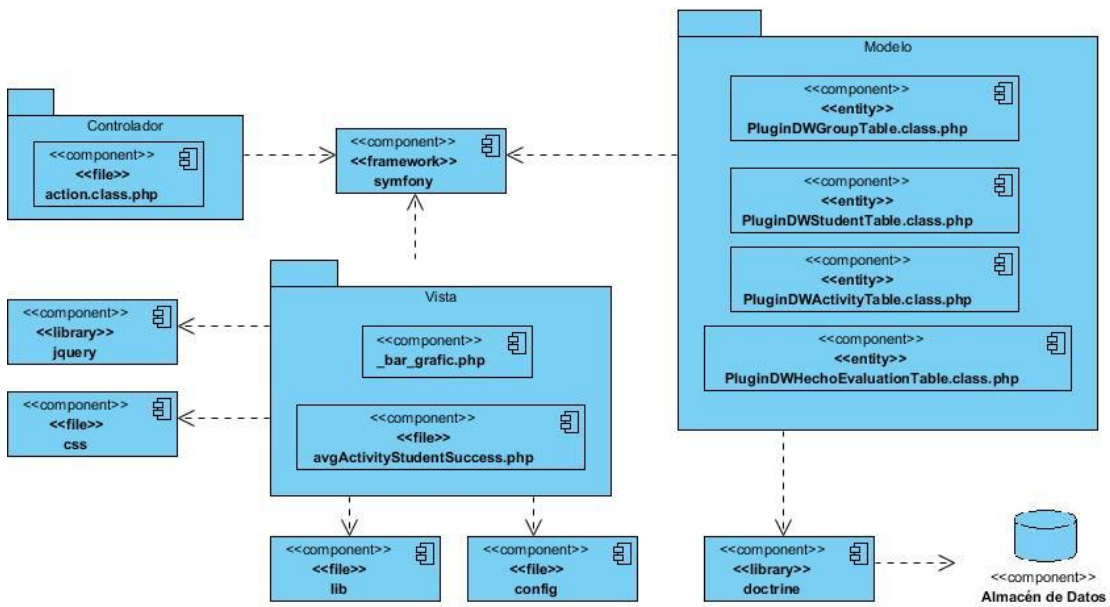 Modelo
<<component>>
<<entity>>
PluginDWGroupTable.class.php
<<component>>
<<entity>>
PluginDWStudentTable.class.php
<<component>>
<<entity>>
PluginDWActivityTable.class.php
<<component>>
<<entity>>
PluginDWHechoEvaluationTable.class.php
Controlador
<<component>>
<<file>>
action.class.php
<<component>>
<<framework>>
symfony
Vista
<<component>>
_bar_grafic.php
<<component>>
<<file>>
avgActivityStudentSuccess.php
<<component>>
<<library>>
jquery
<<component>>
<<file>>
css
<<component>>
<<file>>
lib
<<component>>
<<file>>
config
<<component>>
<<library>>
doctrine
<<component>>
Almacén de Datos